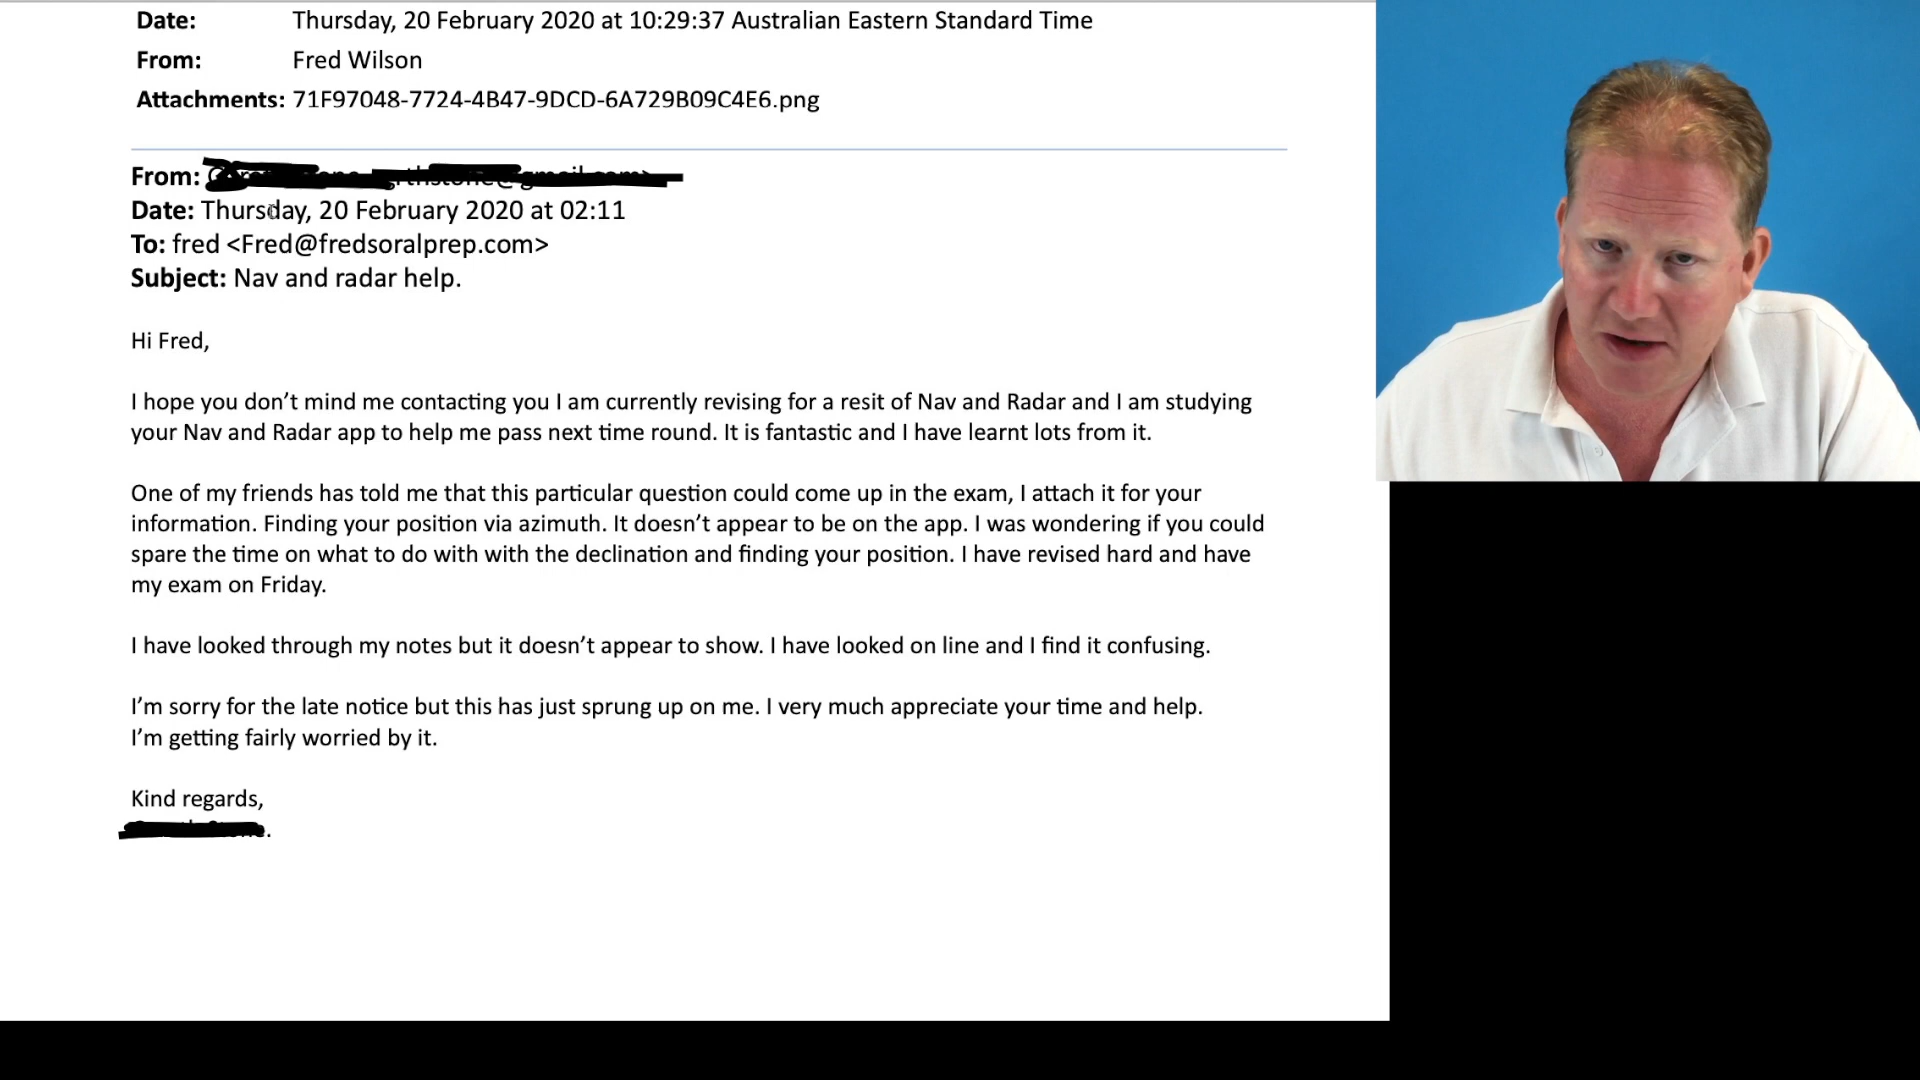 Date: Thursday, 20 February 2020 at 10:29:37 Australian Eastern Standard Time
From: Fred Wilson
Attachments: 71F97048-7724-4B47-9DCD-6A729B09C4E6.png
From:
Date: Thursday, 20 February 2020 at 02:11
To: fred <Fred@fredsoralprep.com>
Subject: Nav and radar help.
Hi Fred,
I hope you don’t mind me contacting you I am currently revising for a resit of Nav and Radar and I am studying
your Nav and Radar app to help me pass next time round. It is fantastic and I have learnt lots from it.
One of my friends has told me that this particular question could come up in the exam, I attach it for your
information. Finding your position via azimuth. It doesn’t appear to be on the app. I was wondering if you could
spare the time on what to do with with the declination and finding your position. I have revised hard and have
my exam on Friday.
I have looked through my notes but it doesn’t appear to show. I have looked on line and I find it confusing.
I’m sorry for the late notice but this has just sprung up on me. I very much appreciate your time and help.
I’m getting fairly worried by it.
Kind regards,